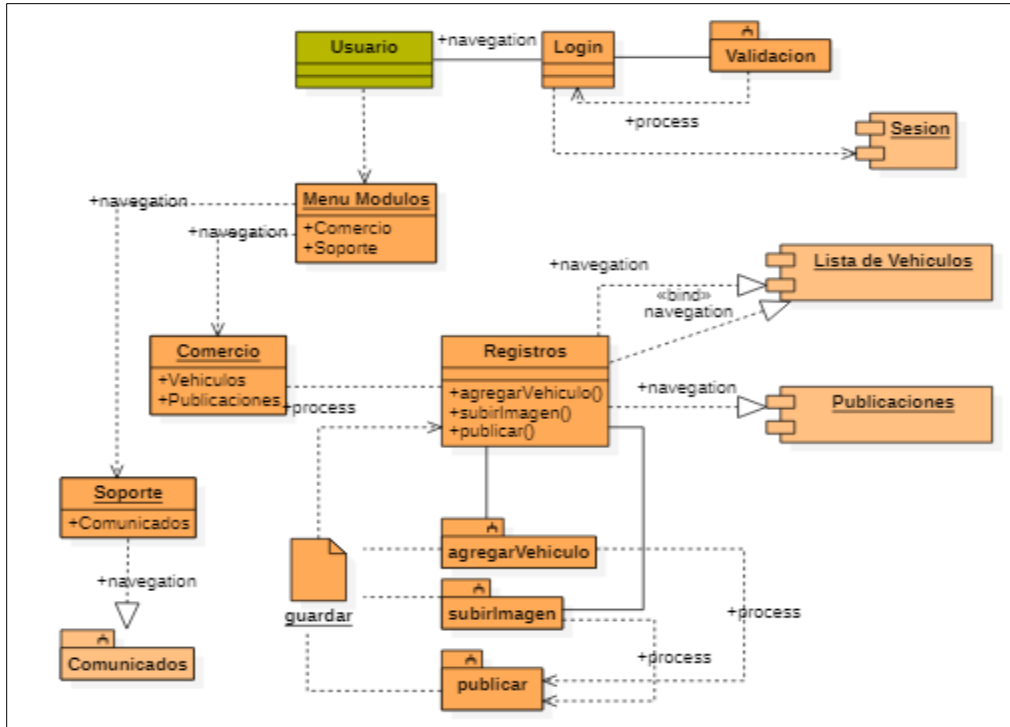 Usuario
+navegation
Login
Validacion
+process
Sesion
+navegation
Menu Modulos
+Comercio
+Soporte
+navegation
+navegation
Lista de Vehiculos
«bind»
navegation
Comercio
+Vehiculos
+Publicaciones
+process
Registros
+agregarVehiculo()
+subirImagen()
+publicar()
+navegation
Publicaciones
Soporte
+Comunicados
+navegation
Comunicados
guardar
agregarVehiculo
subirImagen
publicar
+process
+process